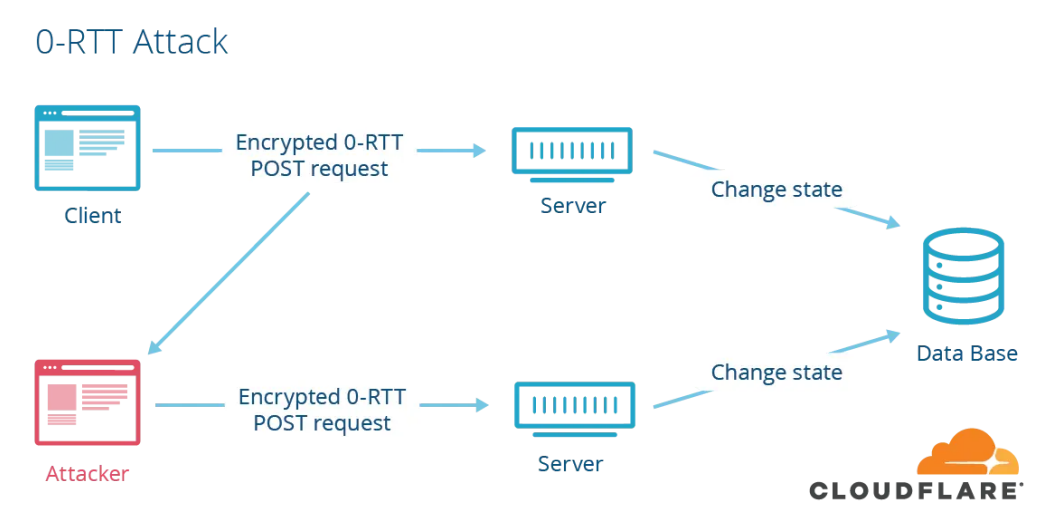 0-RTT Attack
Encrypted 0-RTT
POST request
Client
Server
Change state
Data Base
Encrypted 0-RTT
POST request
Attacker
Server
Change state
CLOUDFLARE